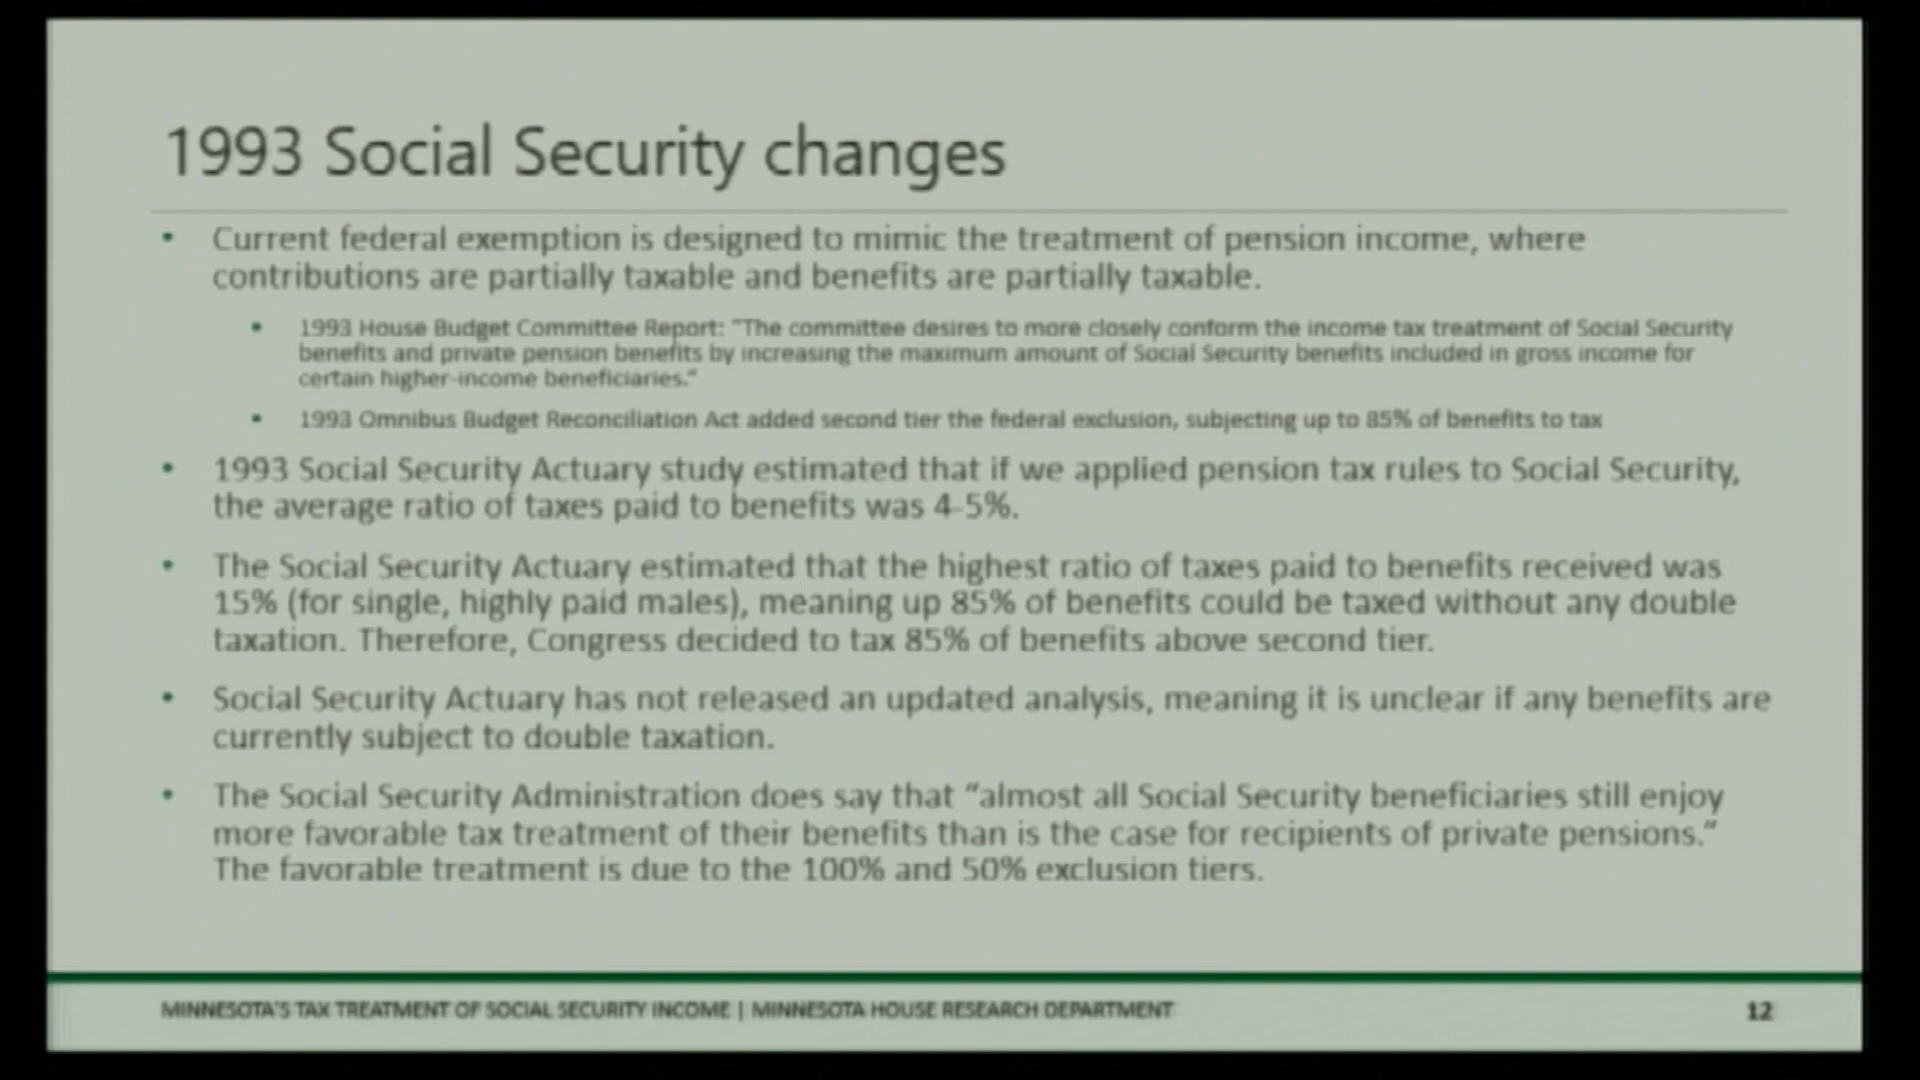 1993 Social Security changes
• Current federal exemption is designed to mimic the treatment of pension income, where
contributions are partially taxable and benefits are partially taxable.
• 1993 House Budget Committee Report: "The committee desires to more closely conform the income tax treatment of Social Security
benefits and private pension benefits by increasing the maximum amount of Social Security benefits included in gross income for
certain higher-income beneficiaries."
• 1993 Omnibus Budget Reconciliation Act added second tier the federal exclusion, subjecting up to 85% of benefits to tax
• 1993 Social Security Actuary study estimated that if we applied pension tax rules to Social Security,
the average ratio of taxes paid to benefits was 4-5%.
• The Social Security Actuary estimated that the highest ratio of taxes paid to benefits received was
15% (for single, highly paid males), meaning up 85% of benefits could be taxed without any double
taxation. Therefore, Congress decided to tax 85% of benefits above second tier.
• Social Security Actuary has not released an updated analysis, meaning it is unclear if any benefits are
currently subject to double taxation.
• The Social Security Administration does say that “almost all Social Security beneficiaries still enjoy
more favorable tax treatment of their benefits than is the case for recipients of private pensions.”
The favorable treatment is due to the 100% and 50% exclusion tiers.
MINNESOTA'S TAX TREATMENT OF SOCIAL SECURITY INCOME | MINNESOTA HOUSE RESEARCH DEPARTMENT
12